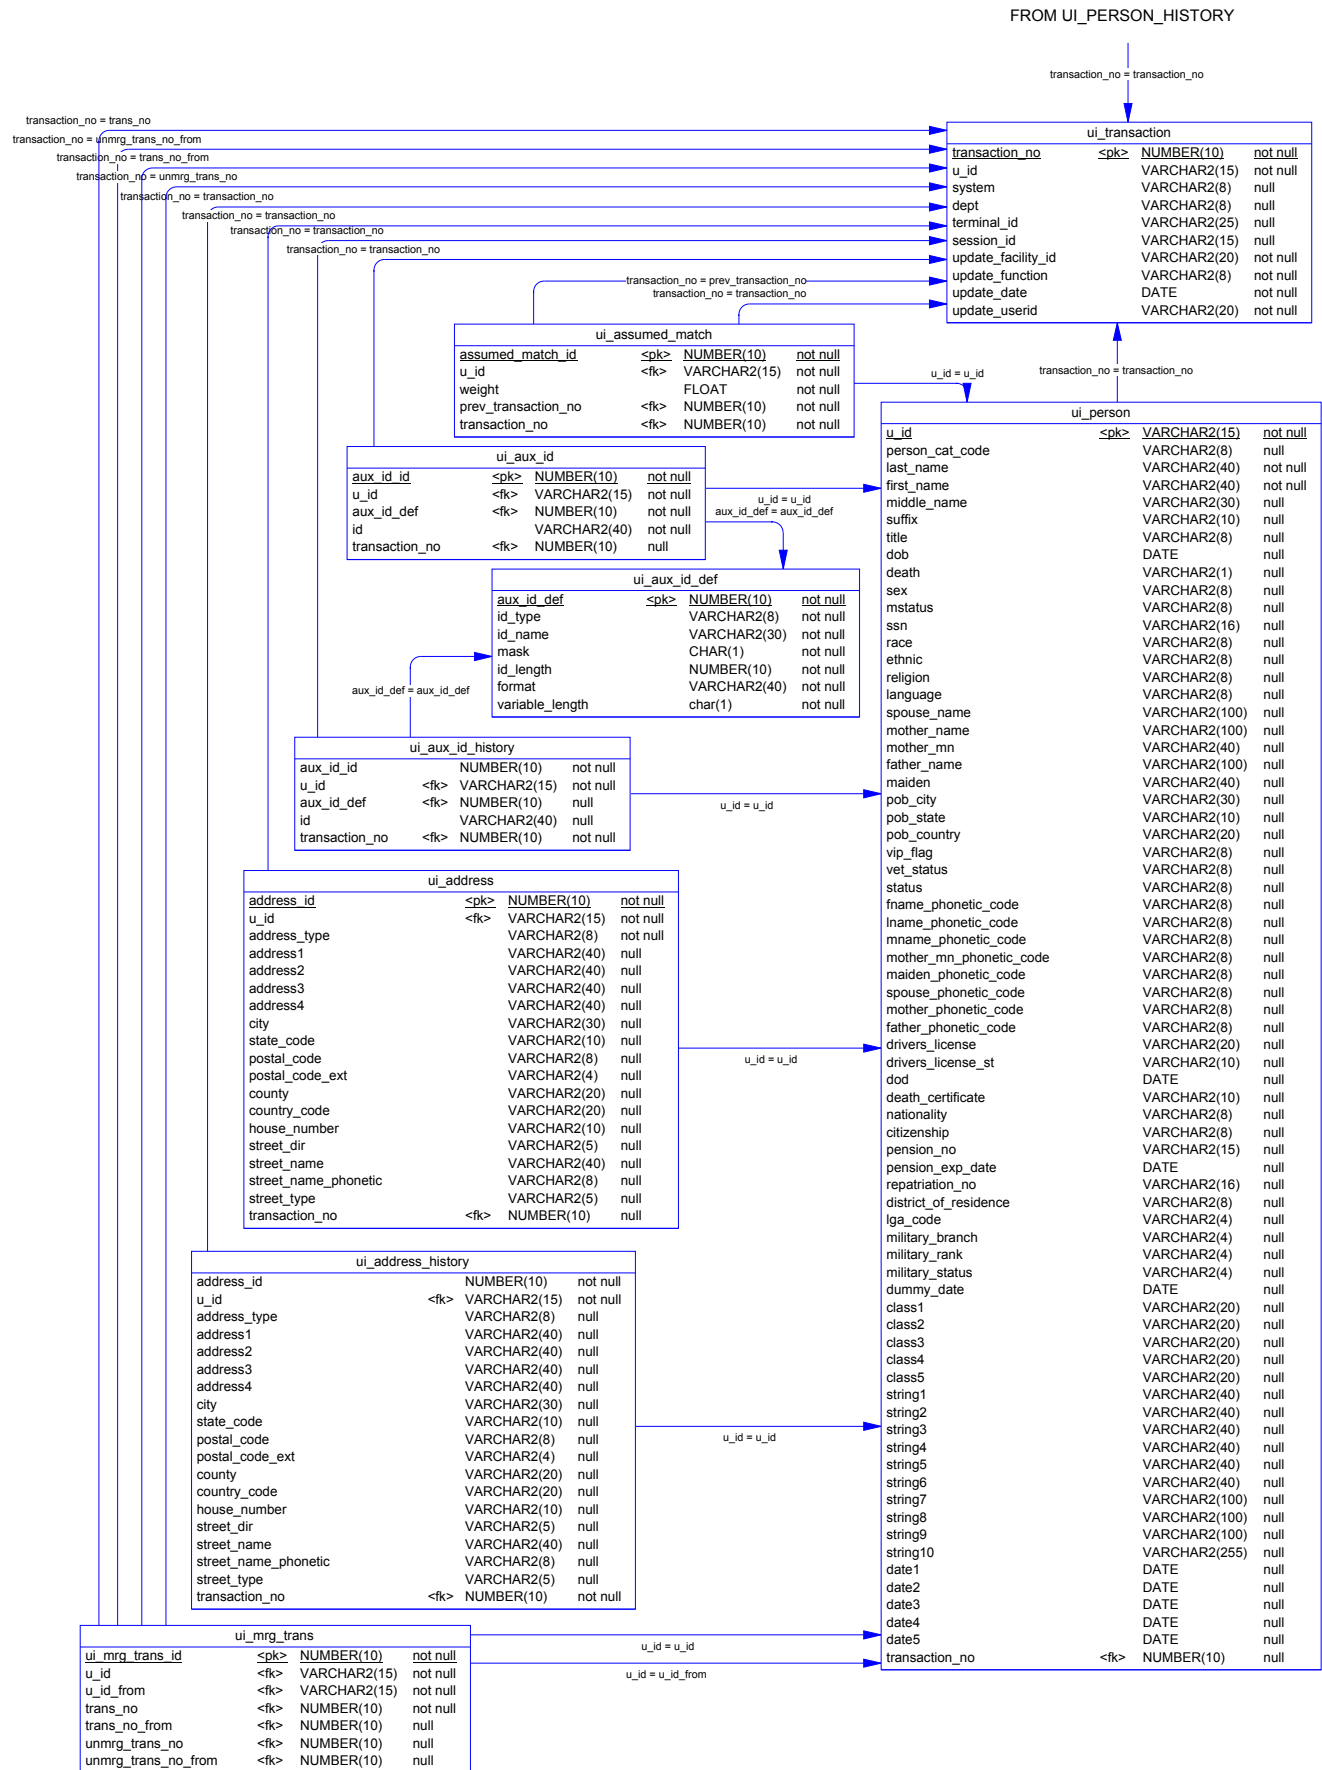 FROM UI_PERSON_HISTORY
transaction_no = transaction_no
transaction_no = trans_no
transaction_no = unmrg_trans_no_from
transaction_no = trans_no_from
transaction_no = unmrg_trans_no
transaction_no = transaction_no
transaction_no = transaction_no
transaction_no = transaction_no
transaction_no = transaction_no
transaction_no = prev_transaction_no
transaction_no = transaction_no
ui_transaction
transaction_no <pk> NUMBER(10) not null
u_id VARCHAR2(15) not null
system VARCHAR2(8) null
dept VARCHAR2(8) null
terminal_id VARCHAR2(25) null
session_id VARCHAR2(15) null
update_facility_id VARCHAR2(20) not null
update_function VARCHAR2(8) not null
update_date DATE not null
update_userid VARCHAR2(20) not null
ui_assumed_match
assumed_match_id <pk> NUMBER(10) not null
u_id <fk> VARCHAR2(15) not null
weight FLOAT not null
prev_transaction_no <fk> NUMBER(10) not null
transaction_no <fk> NUMBER(10) not null
u_id = u_id
transaction_no = transaction_no
ui_aux_id
aux_id_id <pk> NUMBER(10) not null
u_id <fk> VARCHAR2(15) not null
aux_id_def <fk> NUMBER(10) not null
id VARCHAR2(40) not null
transaction_no <fk> NUMBER(10) null
u_id = u_id
aux_id_def = aux_id_def
ui_aux_id_def
aux_id_def <pk> NUMBER(10) not null
id_type VARCHAR2(8) not null
id_name VARCHAR2(30) not null
mask CHAR(1) not null
id_length NUMBER(10) not null
format VARCHAR2(40) not null
variable_length char(1) not null
aux_id_def = aux_id_def
ui_aux_id_history
aux_id_id NUMBER(10) not null
u_id <fk> VARCHAR2(15) not null
aux_id_def <fk> NUMBER(10) null
id VARCHAR2(40) null
transaction_no <fk> NUMBER(10) not null
u_id = u_id
ui_address
address_id <pk> NUMBER(10) not null
u_id <fk> VARCHAR2(15) not null
address_type VARCHAR2(8) not null
address1 VARCHAR2(40) null
address2 VARCHAR2(40) null
address3 VARCHAR2(40) null
address4 VARCHAR2(40) null
city VARCHAR2(30) null
state_code VARCHAR2(10) null
postal_code VARCHAR2(8) null
postal_code_ext VARCHAR2(4) null
county VARCHAR2(20) null
country_code VARCHAR2(20) null
house_number VARCHAR2(10) null
street_dir VARCHAR2(5) null
street_name VARCHAR2(40) null
street_name_phonetic VARCHAR2(8) null
street_type VARCHAR2(5) null
transaction_no <fk> NUMBER(10) null
u_id = u_id
ui_address_history
address_id NUMBER(10) not null
u_id <fk> VARCHAR2(15) not null
address_type VARCHAR2(8) null
address1 VARCHAR2(40) null
address2 VARCHAR2(40) null
address3 VARCHAR2(40) null
address4 VARCHAR2(40) null
city VARCHAR2(30) null
state_code VARCHAR2(10) null
postal_code VARCHAR2(8) null
postal_code_ext VARCHAR2(4) null
county VARCHAR2(20) null
country_code VARCHAR2(20) null
house_number VARCHAR2(10) null
street_dir VARCHAR2(5) null
street_name VARCHAR2(40) null
street_name_phonetic VARCHAR2(8) null
street_type VARCHAR2(5) null
transaction_no <fk> NUMBER(10) not null
u_id = u_id
ui_mrg_trans
ui_mrg_trans_id <pk> NUMBER(10) not null
u_id <fk> VARCHAR2(15) not null
u_id_from <fk> VARCHAR2(15) not null
trans_no <fk> NUMBER(10) not null
trans_no_from <fk> NUMBER(10) null
unmrg_trans_no <fk> NUMBER(10) null
unmrg_trans_no_from <fk> NUMBER(10) null
u_id = u_id
u_id = u_id_from
ui_person
u_id <pk> VARCHAR2(15) not null
person_cat_code VARCHAR2(8) null
last_name VARCHAR2(40) not null
first_name VARCHAR2(40) not null
middle_name VARCHAR2(30) null
suffix VARCHAR2(10) null
title VARCHAR2(8) null
dob DATE null
death VARCHAR2(1) null
sex VARCHAR2(8) null
mstatus VARCHAR2(8) null
ssn VARCHAR2(16) null
race VARCHAR2(8) null
ethnic VARCHAR2(8) null
religion VARCHAR2(8) null
language VARCHAR2(8) null
spouse_name VARCHAR2(100) null
mother_name VARCHAR2(100) null
mother_mn VARCHAR2(40) null
father_name VARCHAR2(100) null
maiden VARCHAR2(40) null
pob_city VARCHAR2(30) null
pob_state VARCHAR2(10) null
pob_country VARCHAR2(20) null
vip_flag VARCHAR2(8) null
vet_status VARCHAR2(8) null
status VARCHAR2(8) null
fname_phonetic_code VARCHAR2(8) null
lname_phonetic_code VARCHAR2(8) null
mname_phonetic_code VARCHAR2(8) null
mother_mn_phonetic_code VARCHAR2(8) null
maiden_phonetic_code VARCHAR2(8) null
spouse_phonetic_code VARCHAR2(8) null
mother_phonetic_code VARCHAR2(8) null
father_phonetic_code VARCHAR2(8) null
drivers_license VARCHAR2(20) null
drivers_license_st VARCHAR2(10) null
dod DATE null
death_certificate VARCHAR2(10) null
nationality VARCHAR2(8) null
citizenship VARCHAR2(8) null
pension_no VARCHAR2(15) null
pension_exp_date DATE null
repatriation_no VARCHAR2(16) null
district_of_residence VARCHAR2(8) null
lga_code VARCHAR2(4) null
military_branch VARCHAR2(4) null
military_rank VARCHAR2(4) null
military_status VARCHAR2(4) null
dummy_date DATE null
class1 VARCHAR2(20) null
class2 VARCHAR2(20) null
class3 VARCHAR2(20) null
class4 VARCHAR2(20) null
class5 VARCHAR2(20) null
string1 VARCHAR2(40) null
string2 VARCHAR2(40) null
string3 VARCHAR2(40) null
string4 VARCHAR2(40) null
string5 VARCHAR2(40) null
string6 VARCHAR2(40) null
string7 VARCHAR2(100) null
string8 VARCHAR2(100) null
string9 VARCHAR2(100) null
string10 VARCHAR2(255) null
date1 DATE null
date2 DATE null
date3 DATE null
date4 DATE null
date5 DATE null
transaction_no <fk> NUMBER(10) null